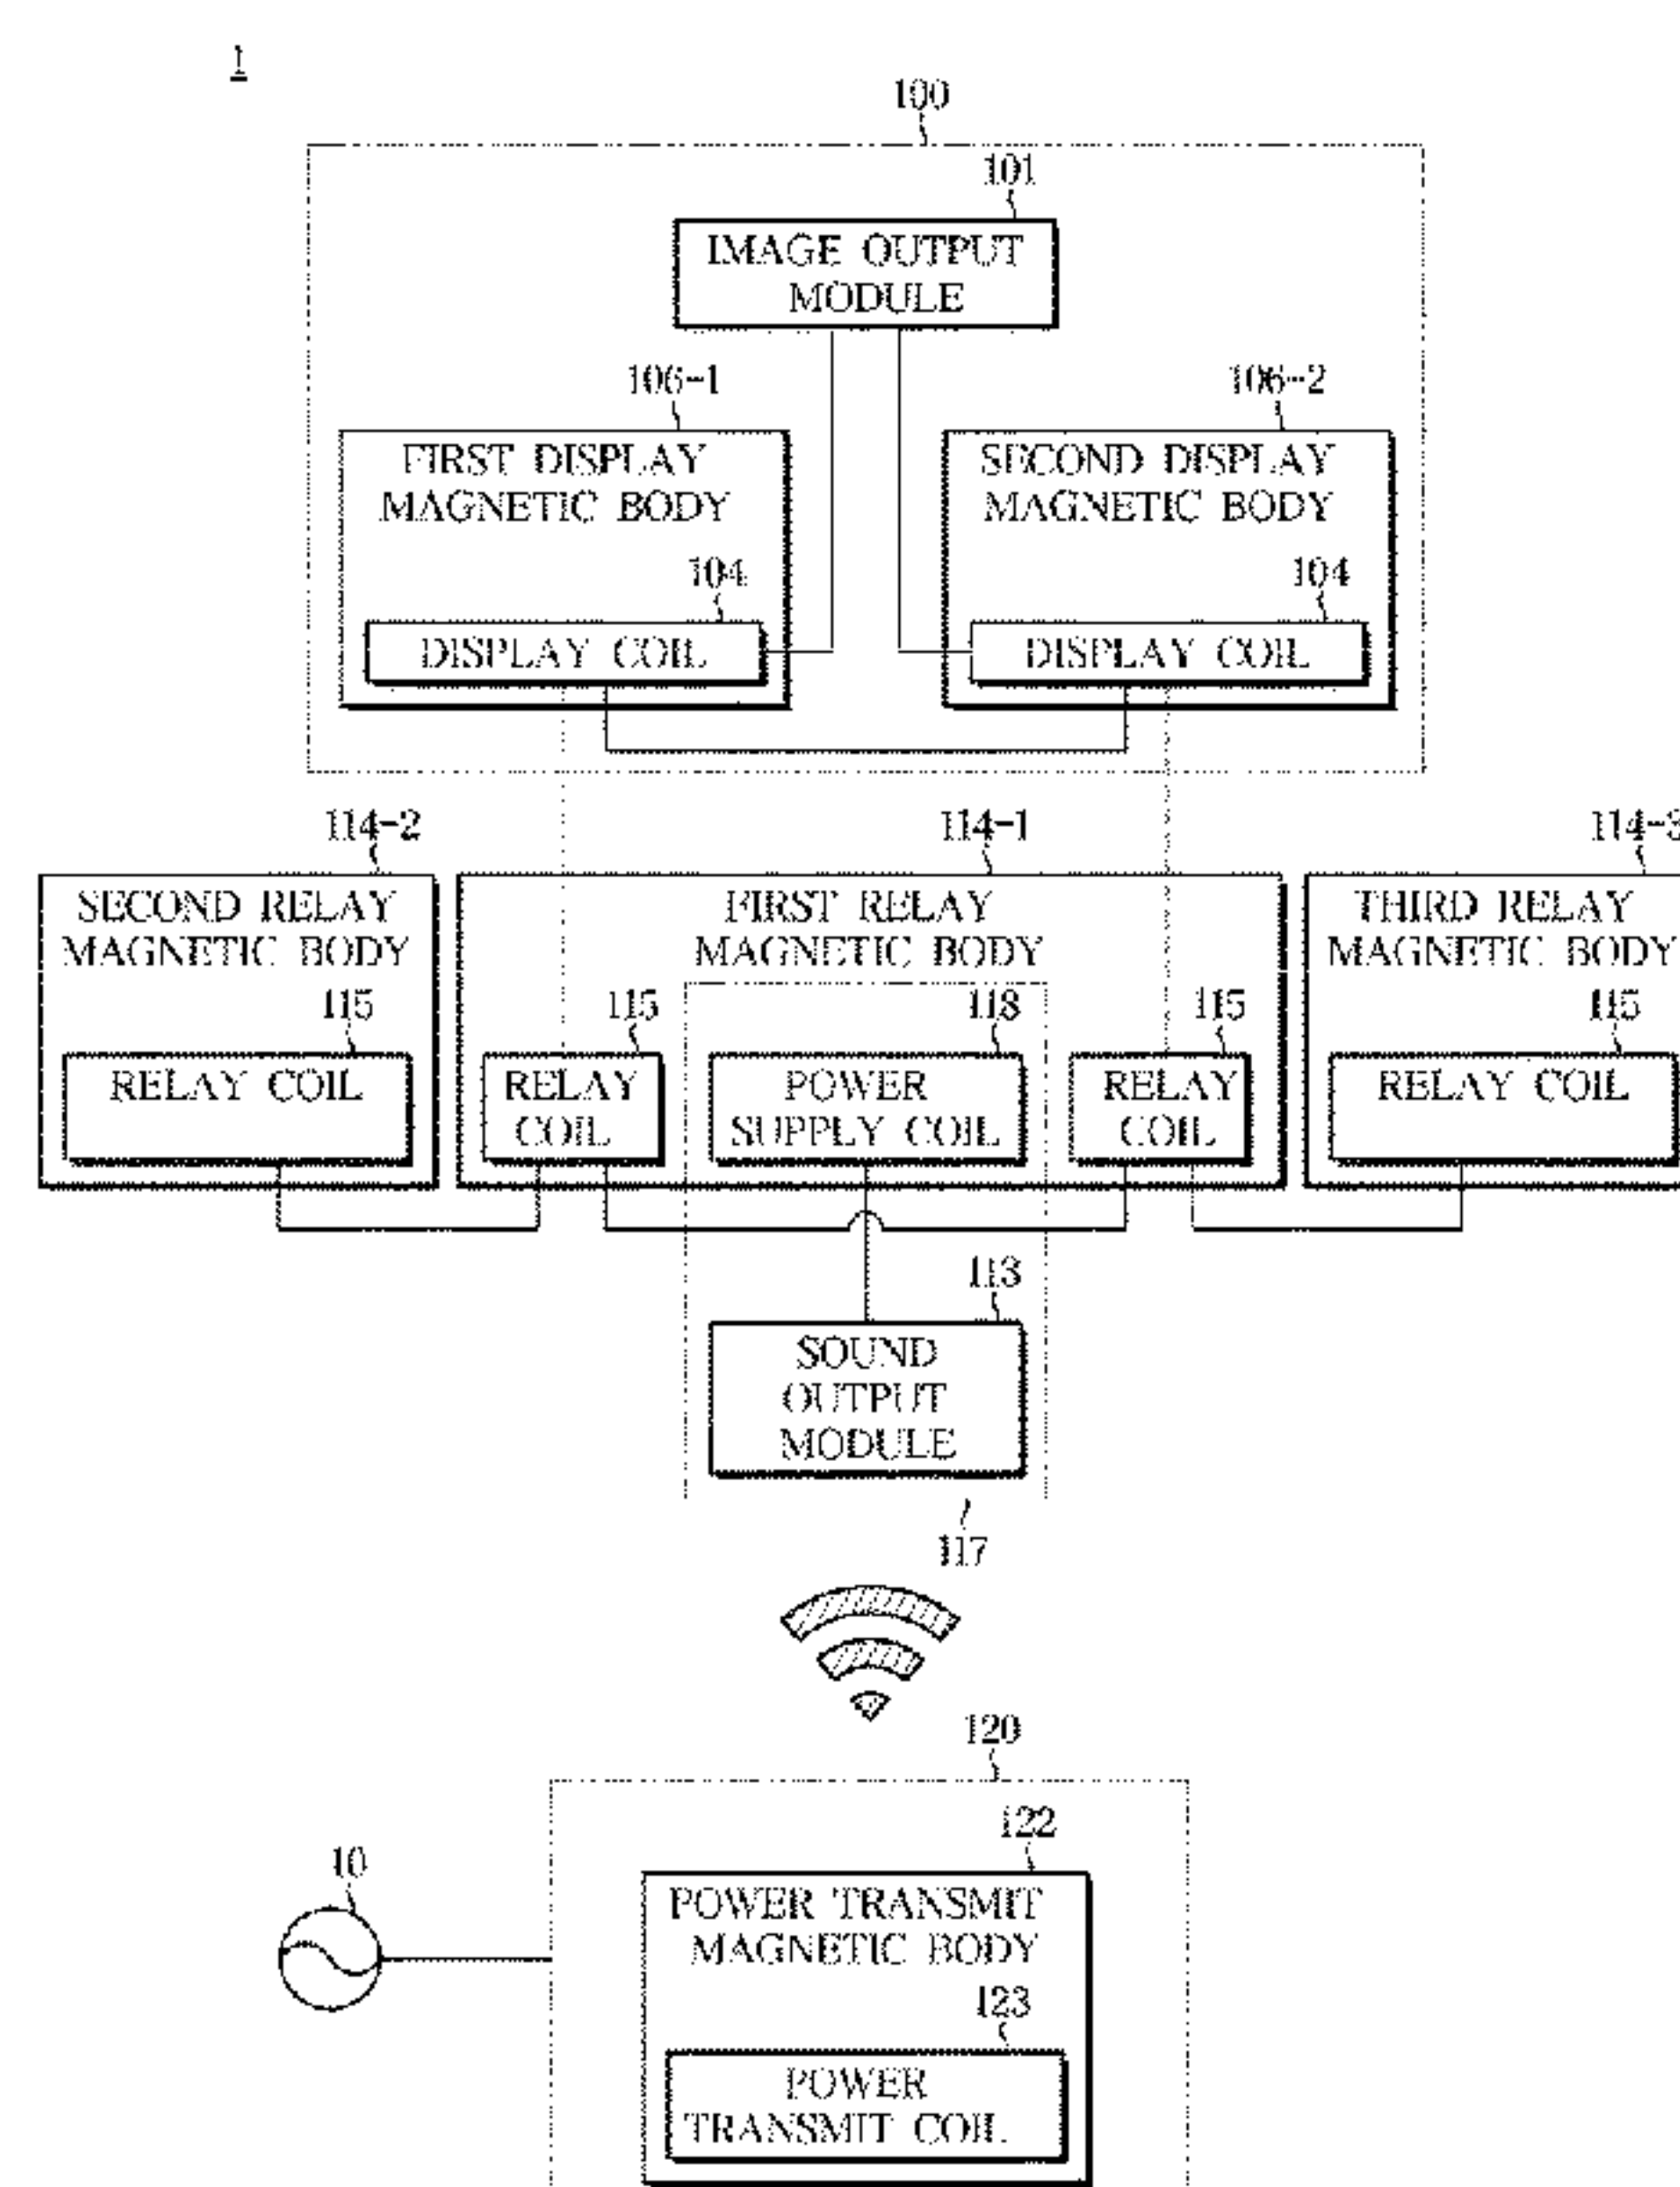 1
100
101
IMAGE OUTPUT
MODULE
106-1
106-2
FIRST DISPLAY
MAGNETIC BODY
SECOND DISPLAY
MAGNETIC BODY
104
104
DISPLAY COIL
DISPLAY COIL
114-2
114-1
114-3
SECOND RELAY
MAGNETIC BODY
FIRST RELAY
MAGNETIC BODY
THIRD RELAY
MAGNETIC BODY
115
115
118
115
115
RELAY COIL
RELAY
COIL
POWER
SUPPLY COIL
RELAY
COIL
RELAY COIL
113
SOUND
OUTPUT
MODULE
117
120
122
10
POWER TRANSMIT
MAGNETIC BODY
123
POWER
TRANSMIT COIL